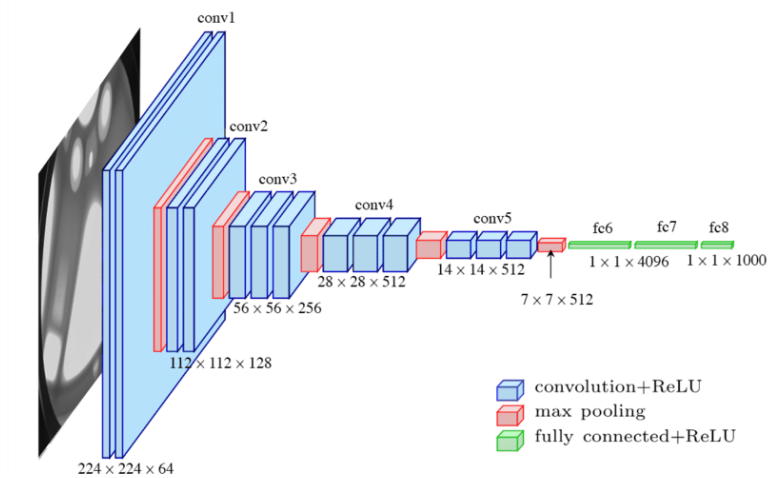 conv1
conv2
conv3
conv4
conv5
fc6
fc7
fc8
1 × 1 × 4096
1 × 1 × 1000
14 × 14 × 512
28 × 28 × 512
7 × 7 × 512
56 × 56 × 256
112 × 112 × 128
224 × 224 × 64
convolution+ReLU
max pooling
fully connected+ReLU